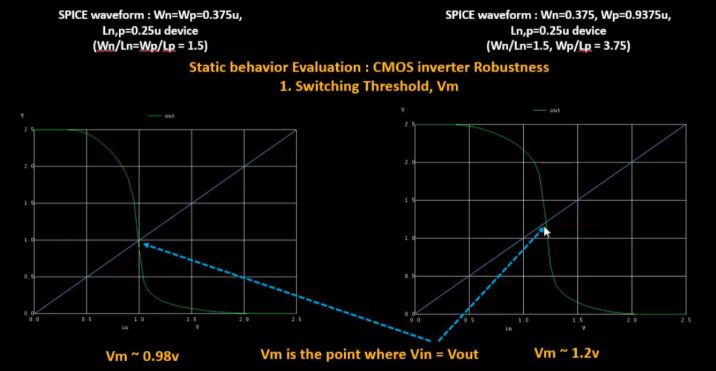 SPICE waveform : Wn=Wp=0.375u,
Ln,p=0.25u device
(Wn/Ln=Wp/Lp = 1.5)
SPICE waveform : Wn=0.375, Wp=0.9375u,
Ln,p=0.25u device
(Wn/Ln=1.5, Wp/Lp = 3.75)
Static behavior Evaluation : CMOS inverter Robustness
1. Switching Threshold, Vm
V
out
2.5
2.0
1.5
1.0
0.5
0.0
0.0 0.5 1.0 1.5 2.0 2.5
in V
V
out
2.5
2.0
1.5
1.0
0.5
0.0
0.0 0.5 1.0 1.5 2.0 2.5
in V
Vm ~ 0.98v
Vm is the point where Vin = Vout
Vm ~ 1.2v